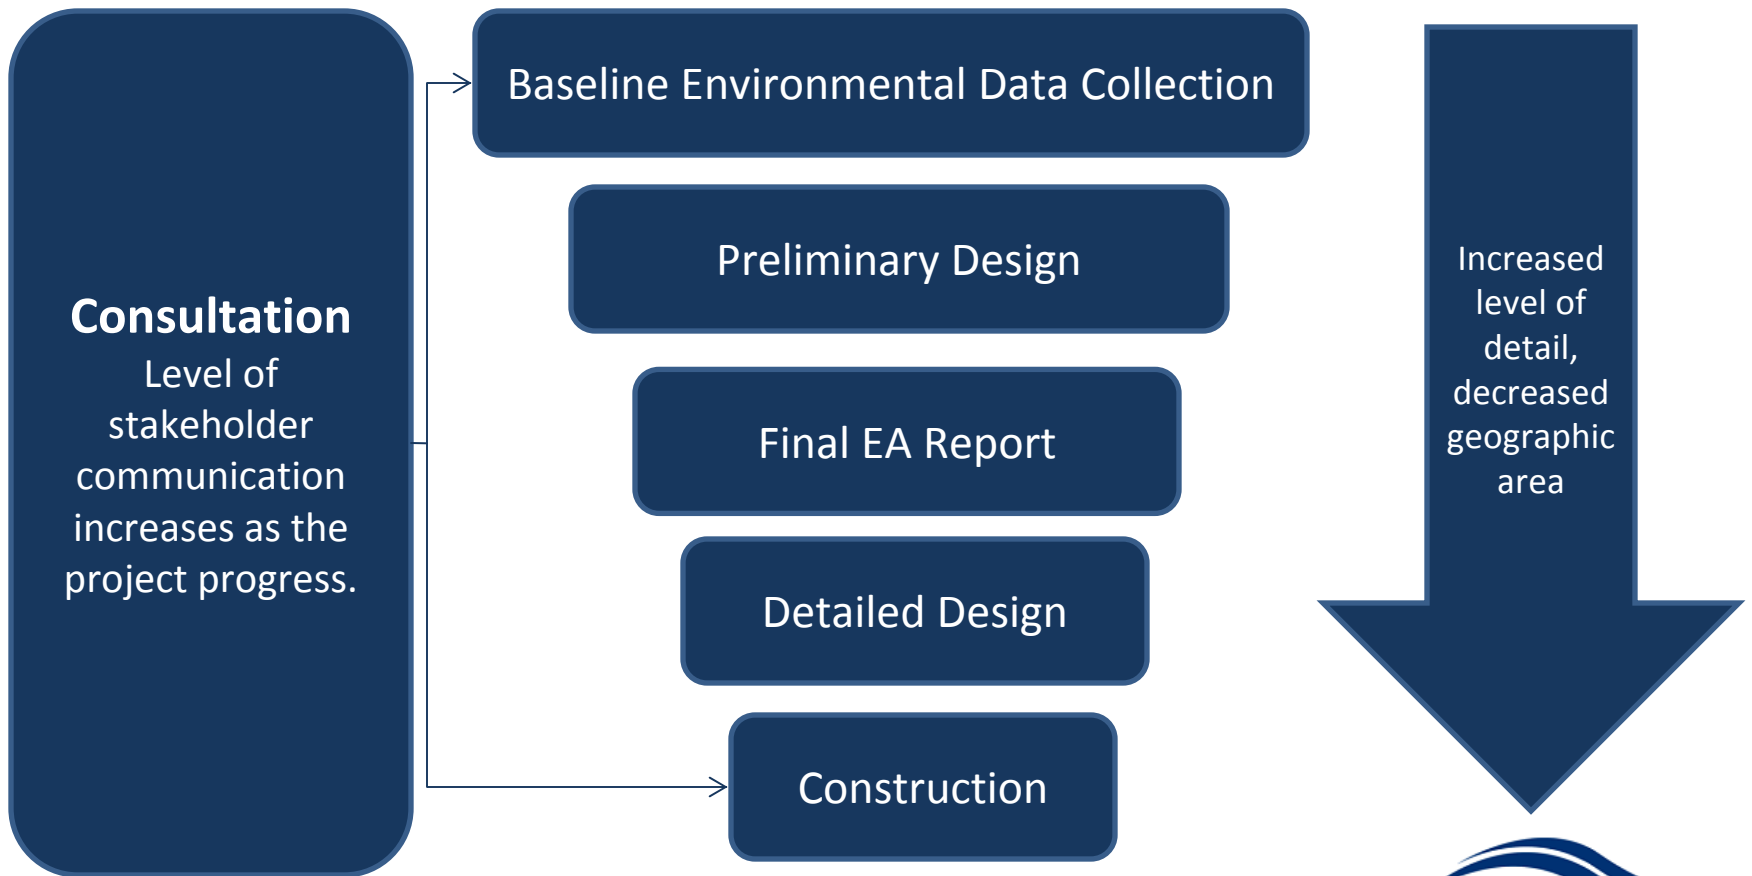 Consultation
Level of
stakeholder
communication
increases as the
project progress.
Baseline Environmental Data Collection
Preliminary Design
Final EA Report
Detailed Design
Construction
Increased
level of
detail,
decreased
geographic
area